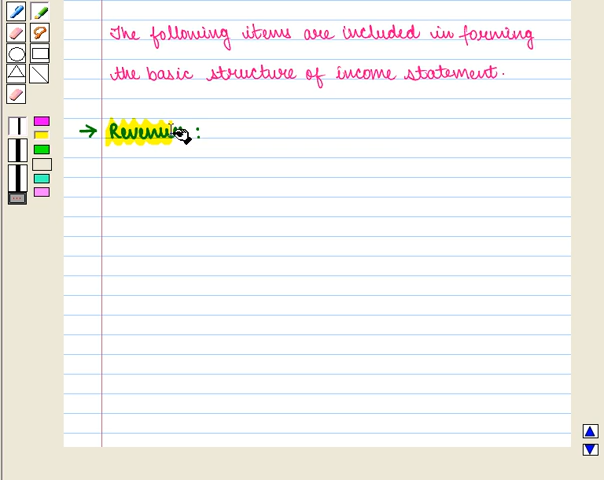 The following items are included in forming
the basic structure of income statement.
→ Revenue :